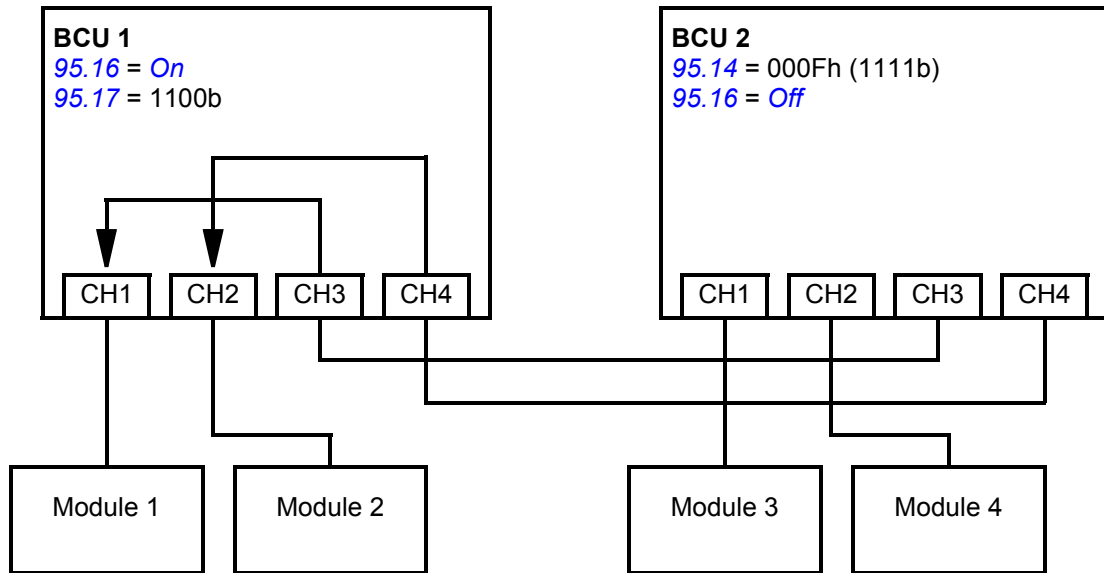 BCU 1
95.16 = On
95.17 = 1100b
CH1 CH2 CH3 CH4
BCU 2
95.14 = 000Fh (1111b)
95.16 = Off
CH1 CH2 CH3 CH4
Module 1
Module 2
Module 3
Module 4